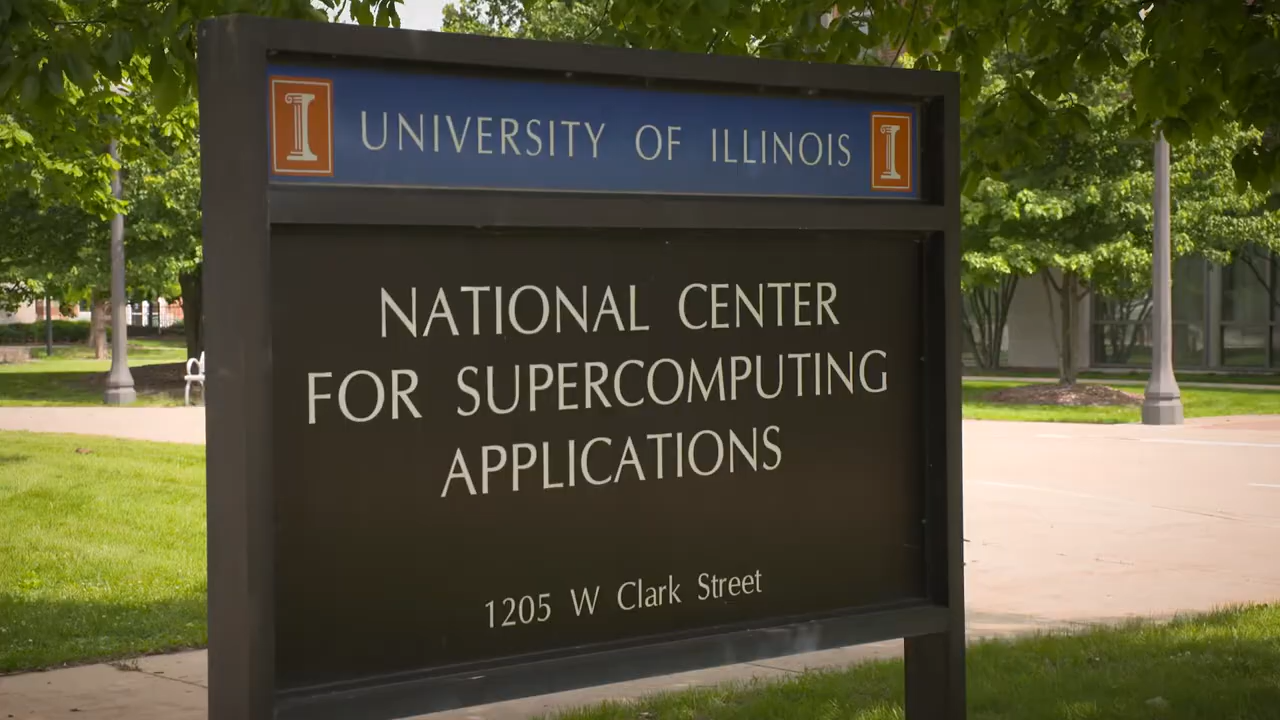 UNIVERSITY OF ILLINOIS
NATIONAL CENTER
FOR SUPERCOMPUTING
APPLICATIONS
1205 W Clark Street